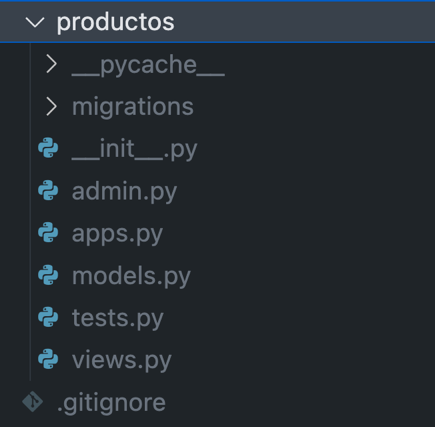 productos
__pycache__
migrations
__init__.py
admin.py
apps.py
models.py
tests.py
views.py
.gitignore